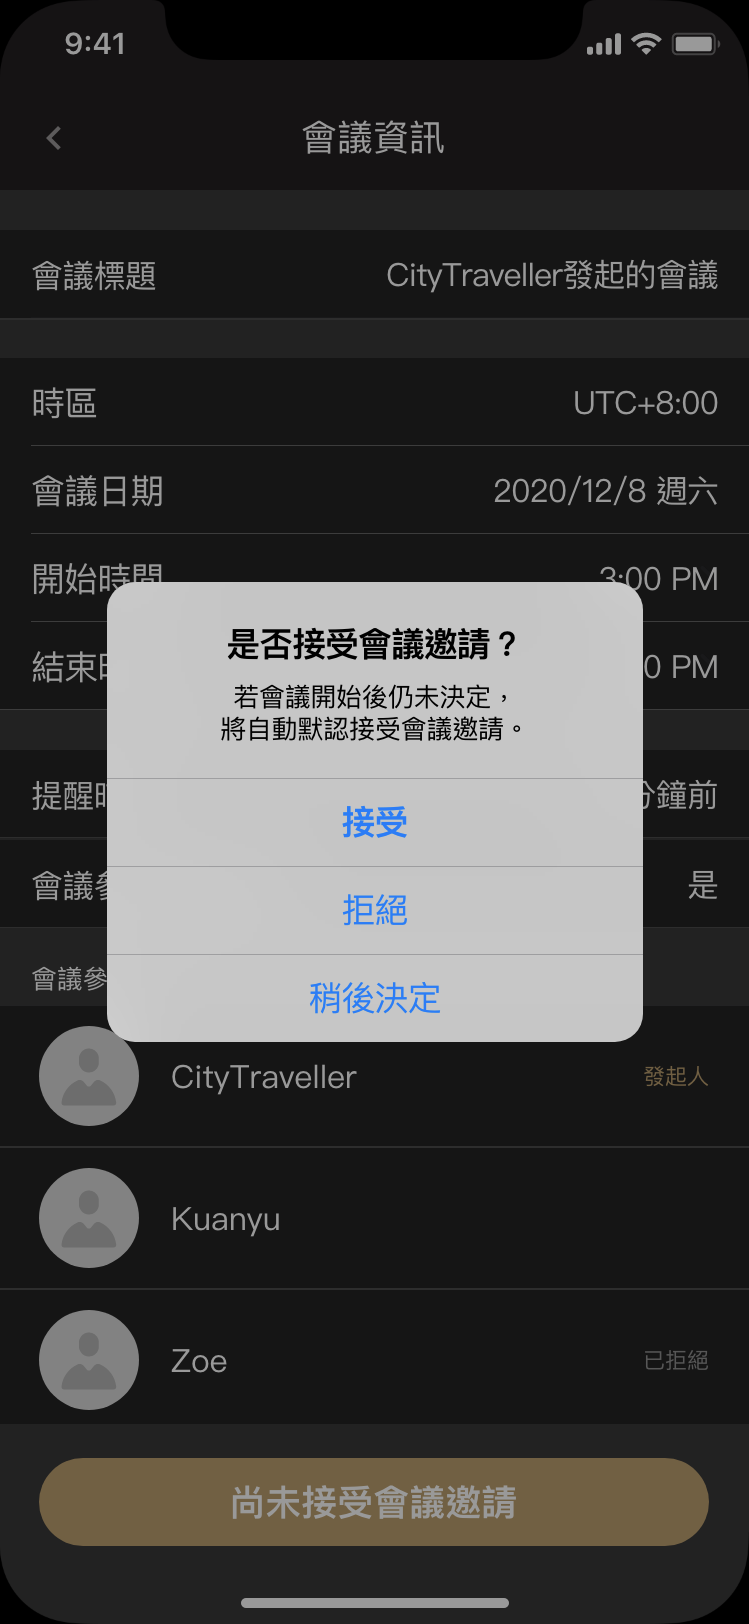 9:41
會議資訊
會議標題 CityTraveller發起的會議
時區 UTC+8:00
會議日期 2020/12/8 週六
開始時間 3:00 PM
是否接受會議邀請？
結束 0 PM
若會議開始後仍未決定，
將自動默認接受會議邀請。
提醒 分鐘前
接受
會議 是
拒絕
會議參
稍後決定
CityTraveller 發起人
Kuanyu
Zoe 已拒絕
尚未接受會議邀請